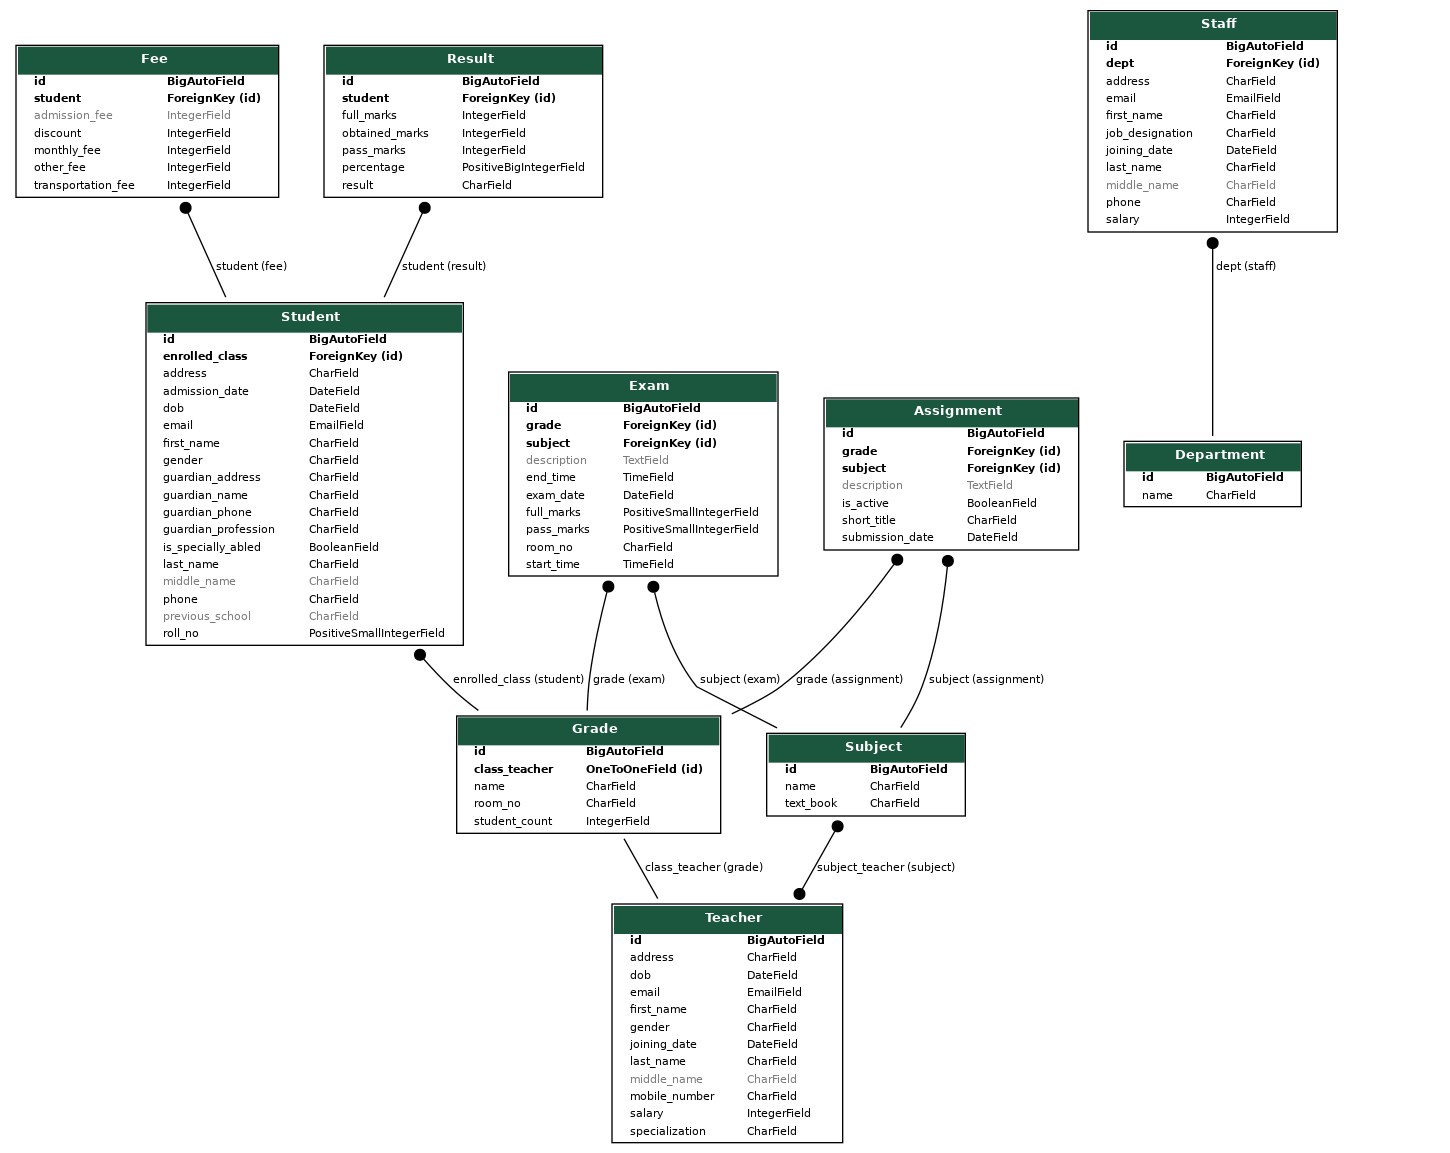 Fee
id BigAutoField
student ForeignKey (id)
admission_fee IntegerField
discount IntegerField
monthly_fee IntegerField
other_fee IntegerField
transportation_fee IntegerField
Result
id BigAutoField
student ForeignKey (id)
full_marks IntegerField
obtained_marks IntegerField
pass_marks IntegerField
percentage PositiveBigIntegerField
result CharField
Staff
id BigAutoField
dept ForeignKey (id)
address CharField
email EmailField
first_name CharField
job_designation CharField
joining_date DateField
last_name CharField
middle_name CharField
phone CharField
salary IntegerField
student (fee)
student (result)
dept (staff)
Student
id BigAutoField
enrolled_class ForeignKey (id)
address CharField
admission_date DateField
dob DateField
email EmailField
first_name CharField
gender CharField
guardian_address CharField
guardian_name CharField
guardian_phone CharField
guardian_profession CharField
is_specially_abled BooleanField
last_name CharField
middle_name CharField
phone CharField
previous_school CharField
roll_no PositiveSmallIntegerField
Exam
id BigAutoField
grade ForeignKey (id)
subject ForeignKey (id)
description TextField
end_time TimeField
exam_date DateField
full_marks PositiveSmallIntegerField
pass_marks PositiveSmallIntegerField
room_no CharField
start_time TimeField
Assignment
id BigAutoField
grade ForeignKey (id)
subject ForeignKey (id)
description TextField
is_active BooleanField
short_title CharField
submission_date DateField
Department
id BigAutoField
name CharField
enrolled_class (student)
grade (exam)
subject (exam)
grade (assignment)
subject (assignment)
Grade
id BigAutoField
class_teacher OneToOneField (id)
name CharField
room_no CharField
student_count IntegerField
Subject
id BigAutoField
name CharField
text_book CharField
class_teacher (grade)
subject_teacher (subject)
Teacher
id BigAutoField
address CharField
dob DateField
email EmailField
first_name CharField
gender CharField
joining_date DateField
last_name CharField
middle_name CharField
mobile_number CharField
salary IntegerField
specialization CharField